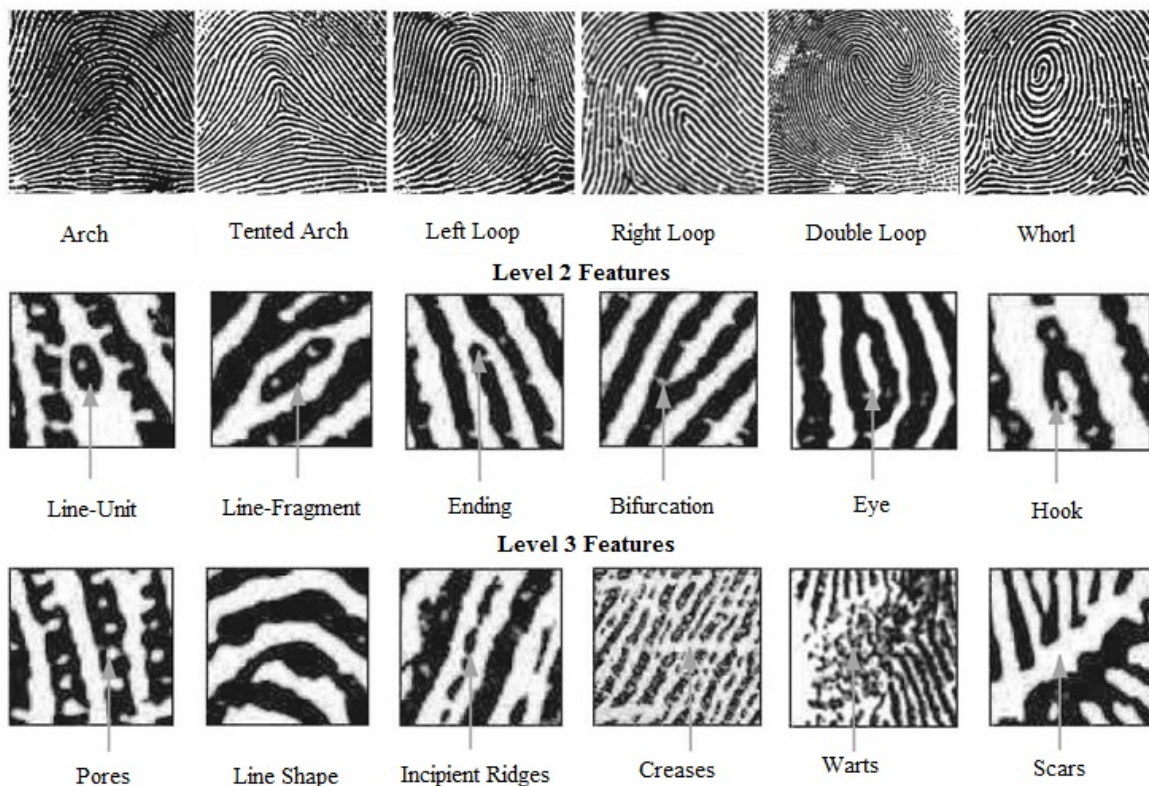 Arch Tented Arch Left Loop Right Loop Double Loop Whorl
Level 2 Features
Line-Unit Line-Fragment Ending Bifurcation Eye Hook
Level 3 Features
Pores Line Shape Incipient Ridges Creases Warts Scars